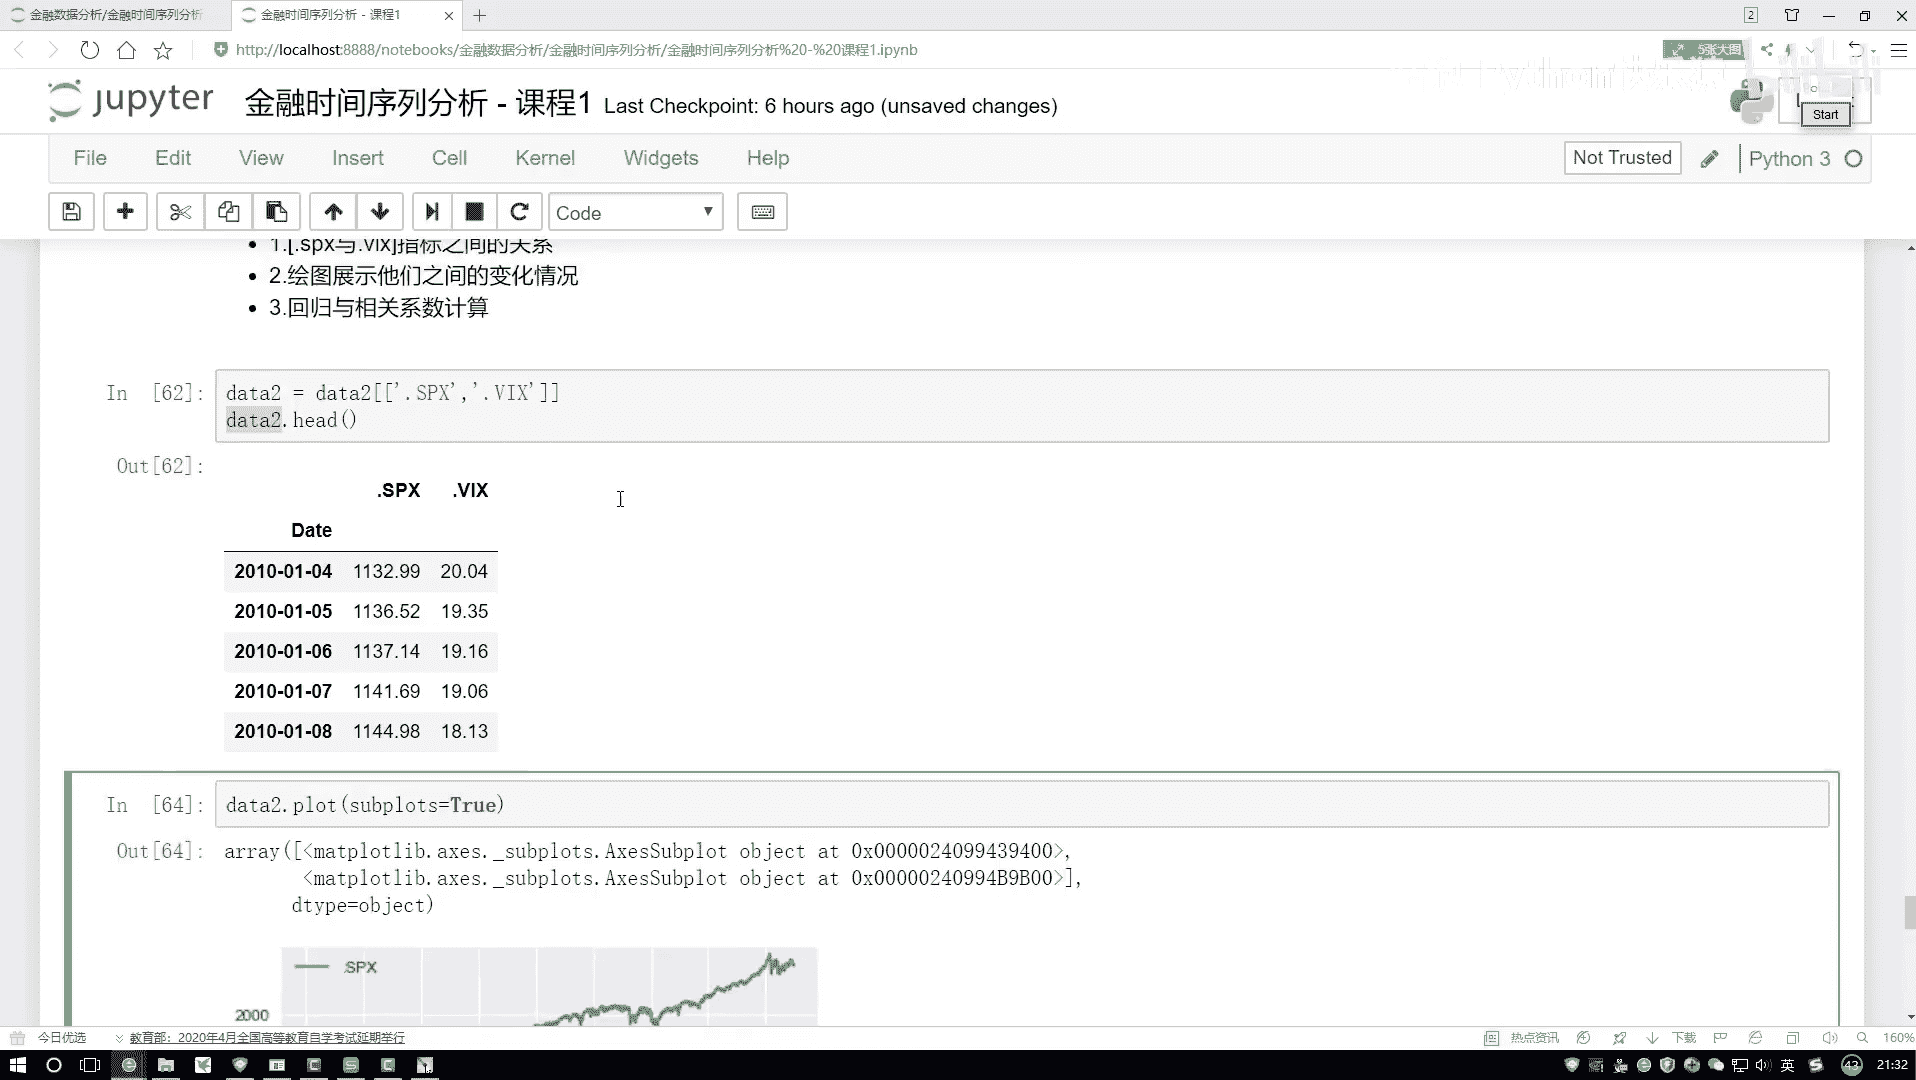 金融数据分析/金融时间序列分析
金融时间序列分析 - 课程1
2
http://localhost:8888/notebooks/金融数据分析/金融时间序列分析/金融时间序列分析%20-%20课程1.ipynb
5张大图
jupyter
金融时间序列分析 - 课程1 Last Checkpoint: 6 hours ago (unsaved changes)
Start
File Edit View Insert Cell Kernel Widgets Help
Not Trusted
Python 3
Code
1.[.spx与.vix]指标之间的关系
2.绘图展示他们之间的变化情况
3.回归与相关系数计算
In [62]: data2 = data2[['.SPX','.VIX']]
data2.head()
Out[62]:
.SPX .VIX
Date
2010-01-04 1132.99 20.04
2010-01-05 1136.52 19.35
2010-01-06 1137.14 19.16
2010-01-07 1141.69 19.06
2010-01-08 1144.98 18.13
In [64]: data2.plot(subplots=True)
Out[64]: array([<matplotlib.axes._subplots.AxesSubplot object at 0x0000024099439400>,
<matplotlib.axes._subplots.AxesSubplot object at 0x00000240994B9B00>],
dtype=object)
.SPX
2000
今日优选
教育部：2020年4月全国高等教育自学考试延期举行
热点资讯
下载
160%
英
43
21:32